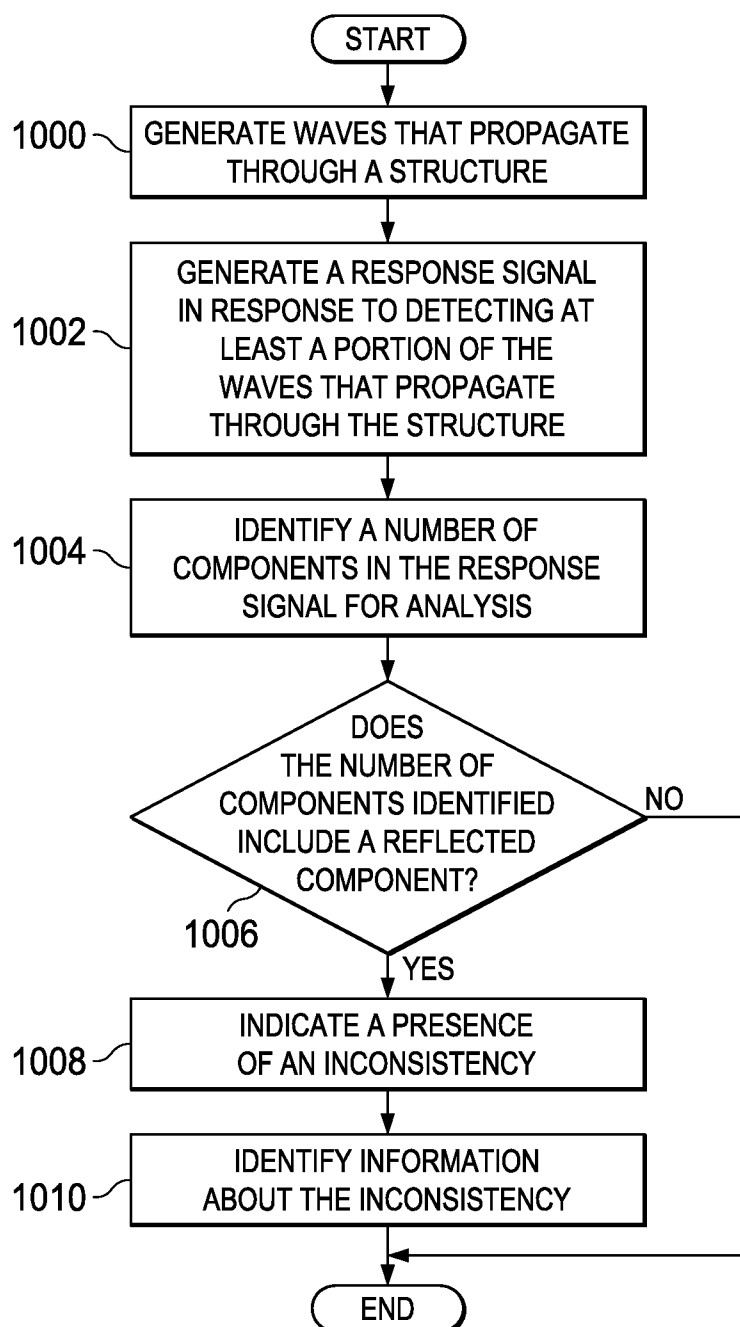 START
1000
GENERATE WAVES THAT PROPAGATE
THROUGH A STRUCTURE
1002
GENERATE A RESPONSE SIGNAL
IN RESPONSE TO DETECTING AT
LEAST A PORTION OF THE
WAVES THAT PROPAGATE
THROUGH THE STRUCTURE
1004
IDENTIFY A NUMBER OF
COMPONENTS IN THE RESPONSE
SIGNAL FOR ANALYSIS
DOES
THE NUMBER OF
COMPONENTS IDENTIFIED
INCLUDE A REFLECTED
COMPONENT?
NO
1006
YES
1008
INDICATE A PRESENCE
OF AN INCONSISTENCY
1010
IDENTIFY INFORMATION
ABOUT THE INCONSISTENCY
END